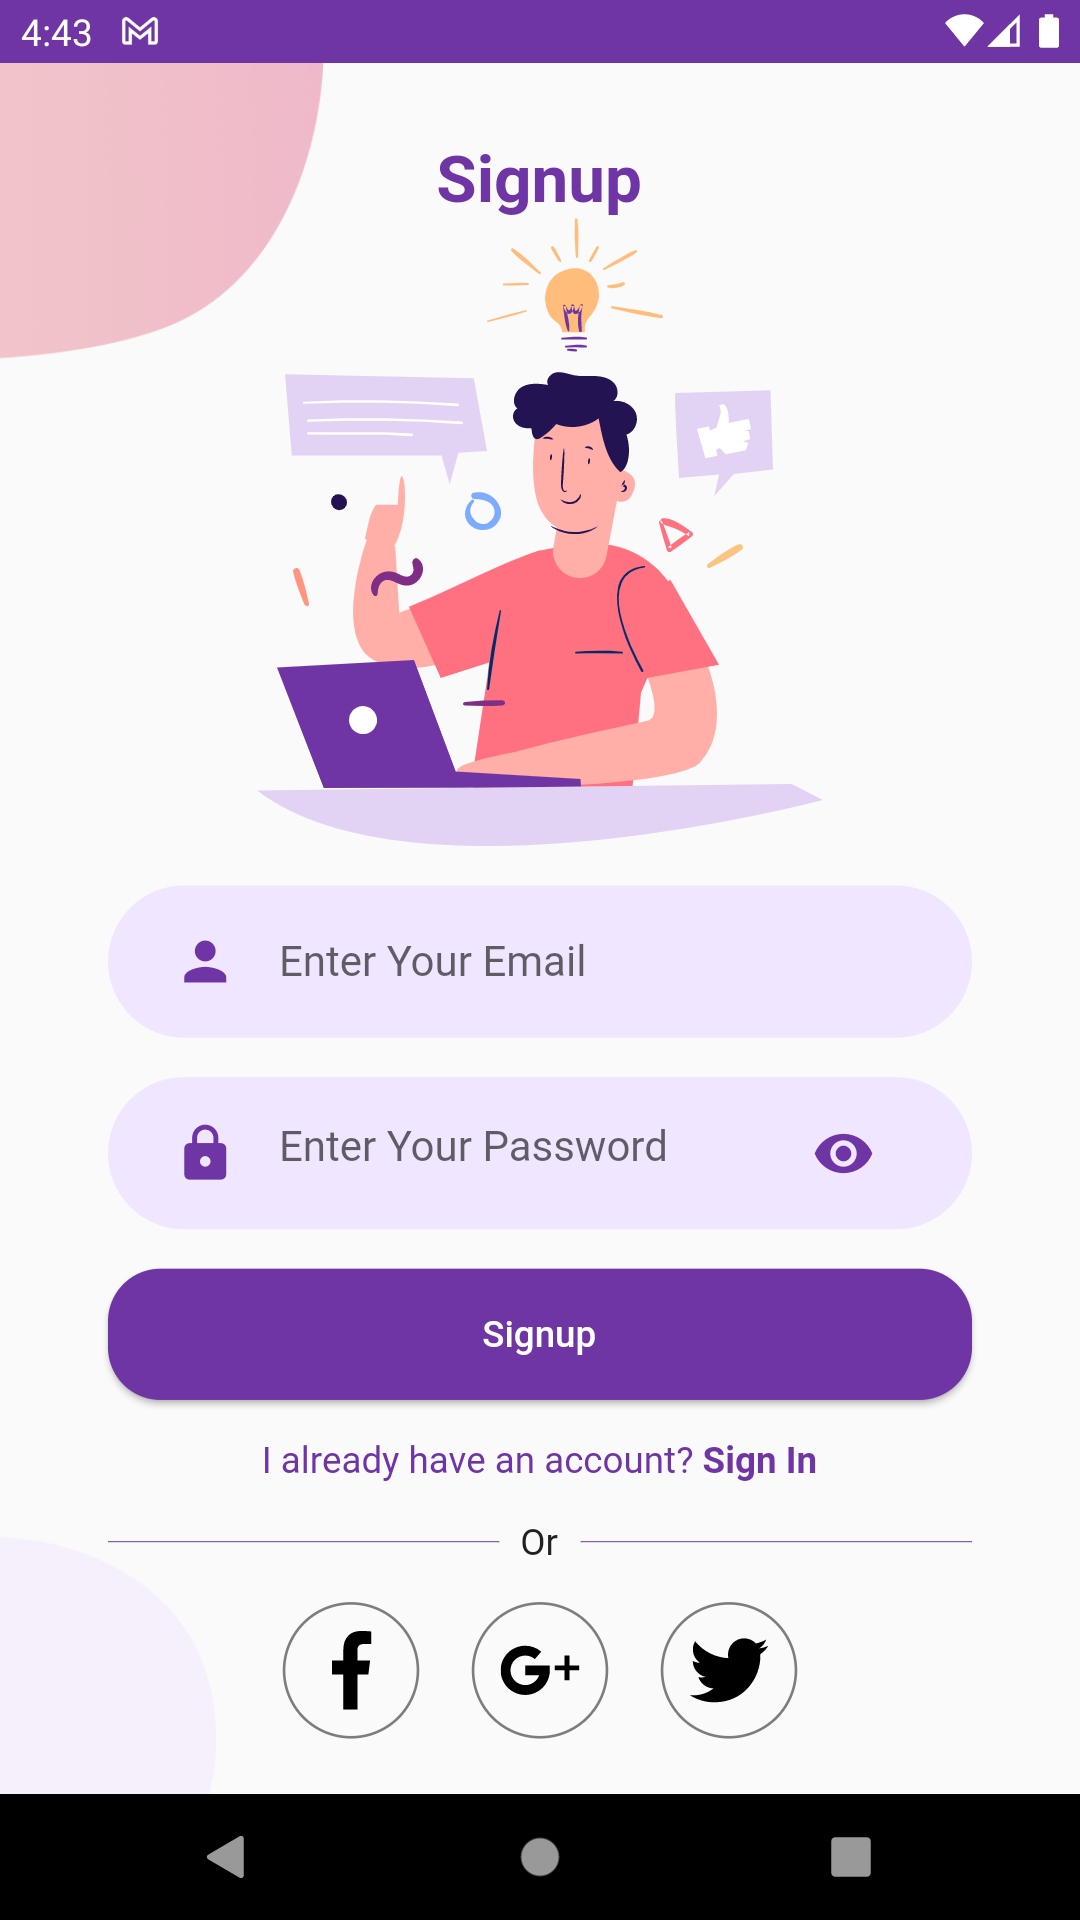 4:43
Signup
Enter Your Email
Enter Your Password
Signup
I already have an account? Sign In
Or
G+